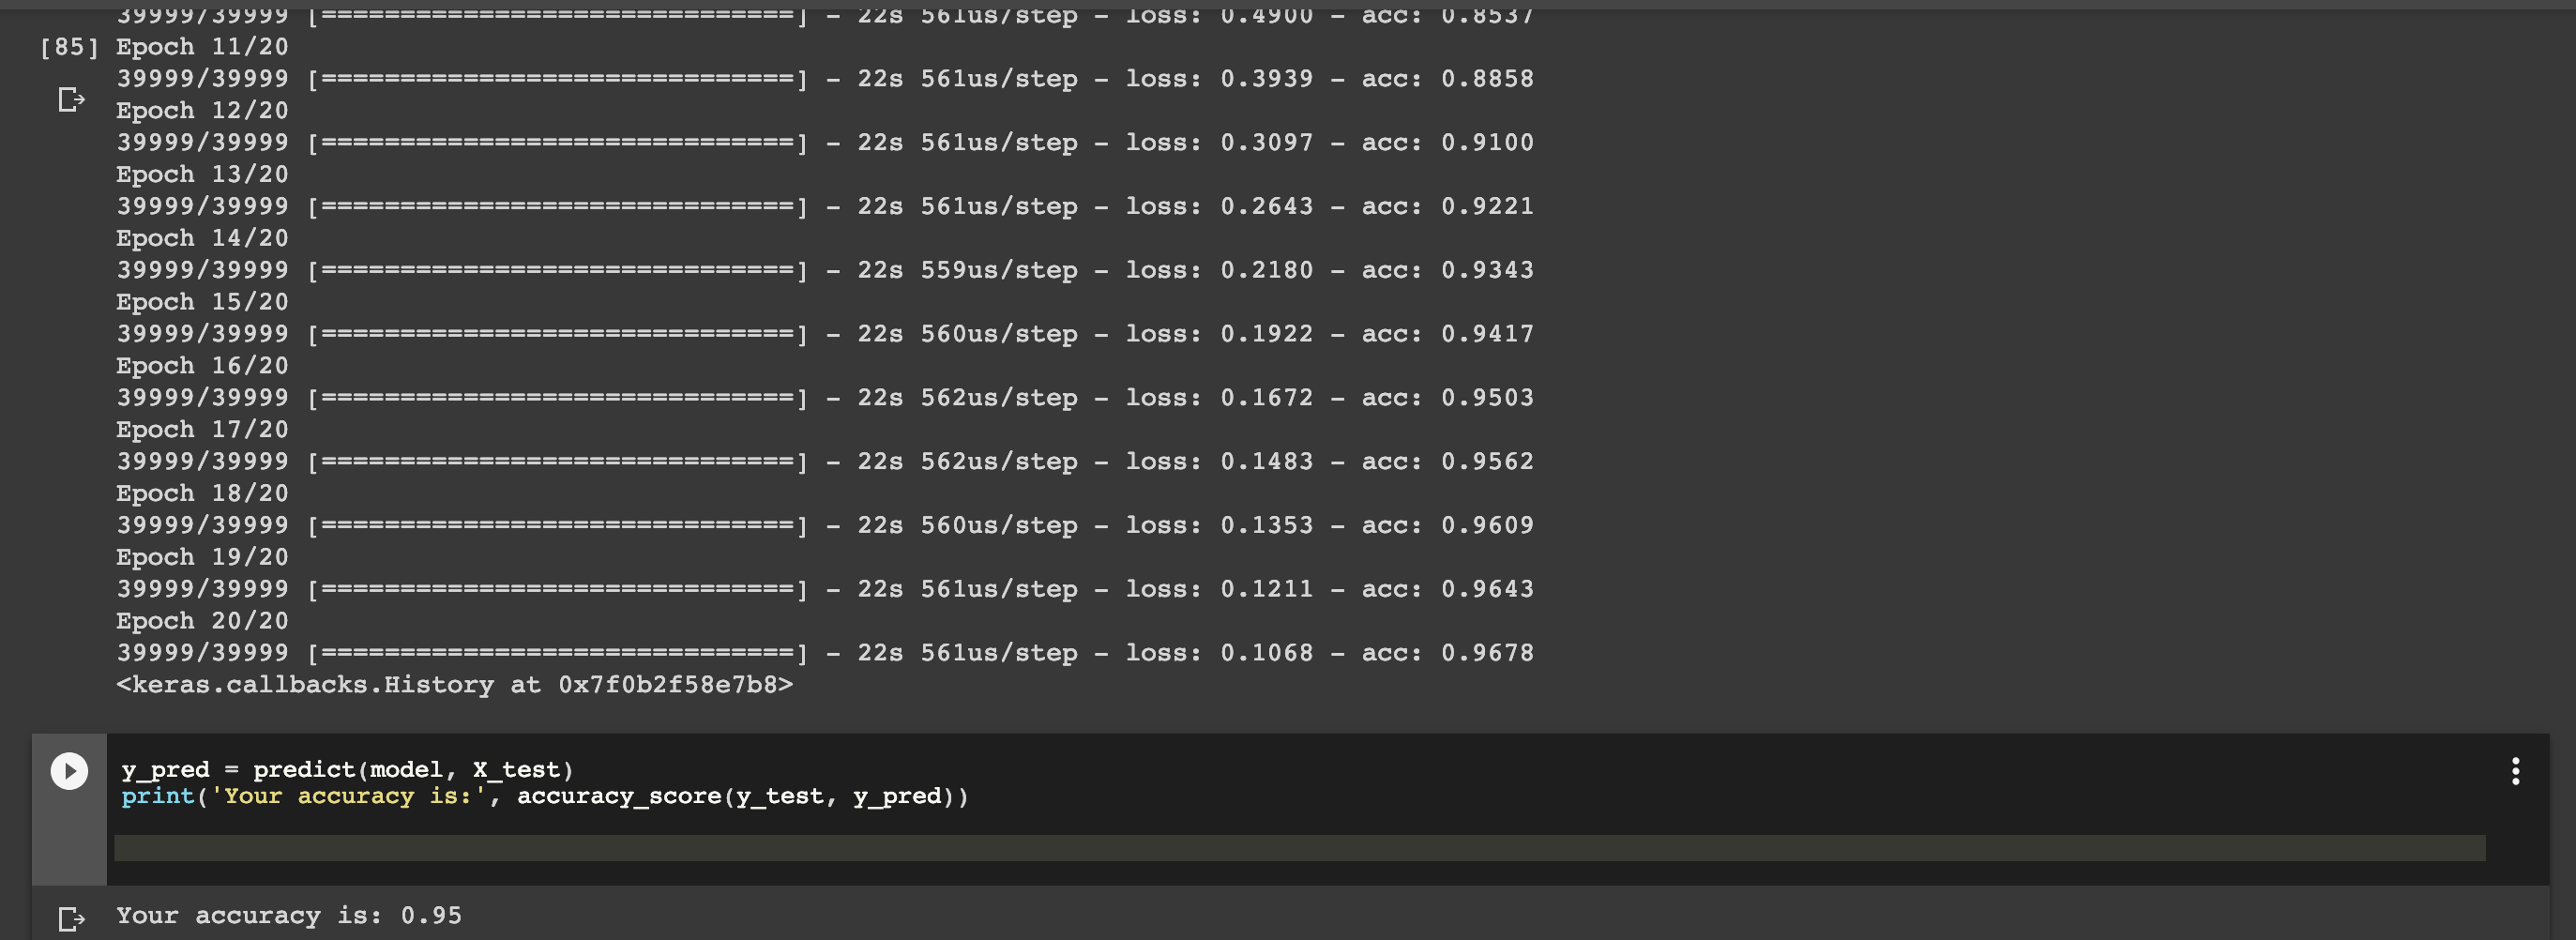 39999/39999 [==============================] - 22s 561us/step - loss: 0.4900 - acc: 0.8537
[85] Epoch 11/20
39999/39999 [==============================] - 22s 561us/step - loss: 0.3939 - acc: 0.8858
Epoch 12/20
39999/39999 [==============================] - 22s 561us/step - loss: 0.3097 - acc: 0.9100
Epoch 13/20
39999/39999 [==============================] - 22s 561us/step - loss: 0.2643 - acc: 0.9221
Epoch 14/20
39999/39999 [==============================] - 22s 559us/step - loss: 0.2180 - acc: 0.9343
Epoch 15/20
39999/39999 [==============================] - 22s 560us/step - loss: 0.1922 - acc: 0.9417
Epoch 16/20
39999/39999 [==============================] - 22s 562us/step - loss: 0.1672 - acc: 0.9503
Epoch 17/20
39999/39999 [==============================] - 22s 562us/step - loss: 0.1483 - acc: 0.9562
Epoch 18/20
39999/39999 [==============================] - 22s 560us/step - loss: 0.1353 - acc: 0.9609
Epoch 19/20
39999/39999 [==============================] - 22s 561us/step - loss: 0.1211 - acc: 0.9643
Epoch 20/20
39999/39999 [==============================] - 22s 561us/step - loss: 0.1068 - acc: 0.9678
<keras.callbacks.History at 0x7f0b2f58e7b8>
y_pred = predict(model, X_test)
print('Your accuracy is:', accuracy_score(y_test, y_pred))
Your accuracy is: 0.95